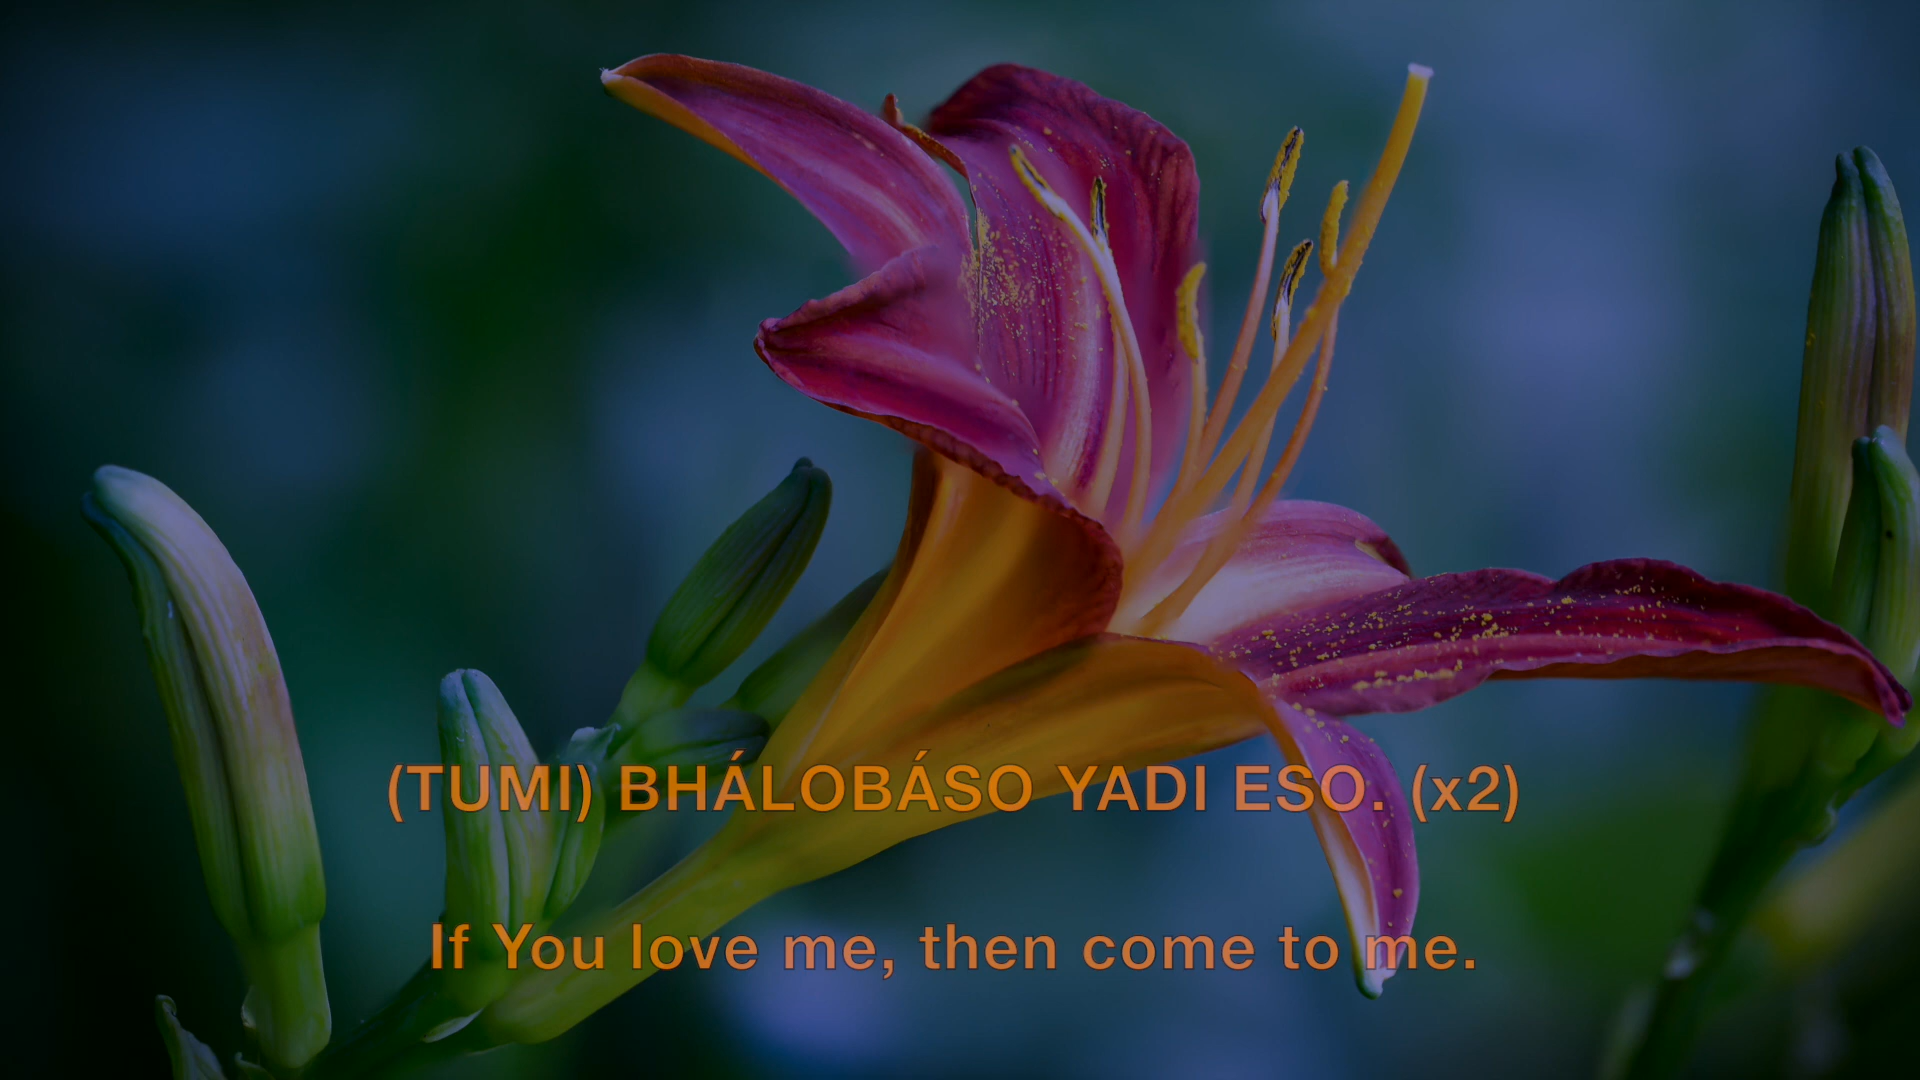 (TUMI) BHÁLOBÁSO YADI ESO. (x2)
If You love me, then come to me.